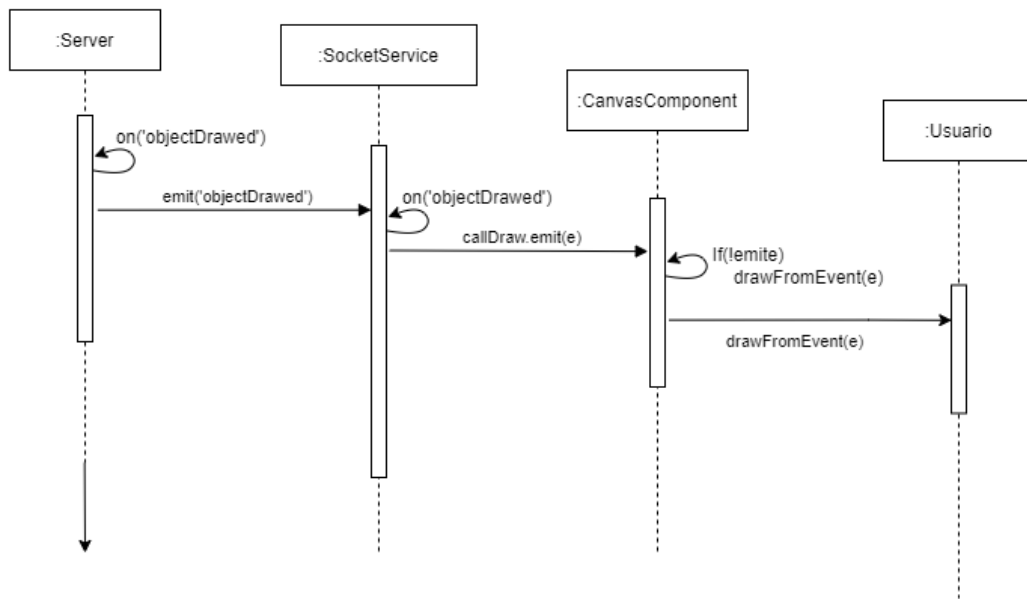 :Server
:SocketService
:CanvasComponent
:Usuario
on('objectDrawed')
emit('objectDrawed')
on('objectDrawed')
callDraw.emit(e)
If(!emite)
drawFromEvent(e)
drawFromEvent(e)